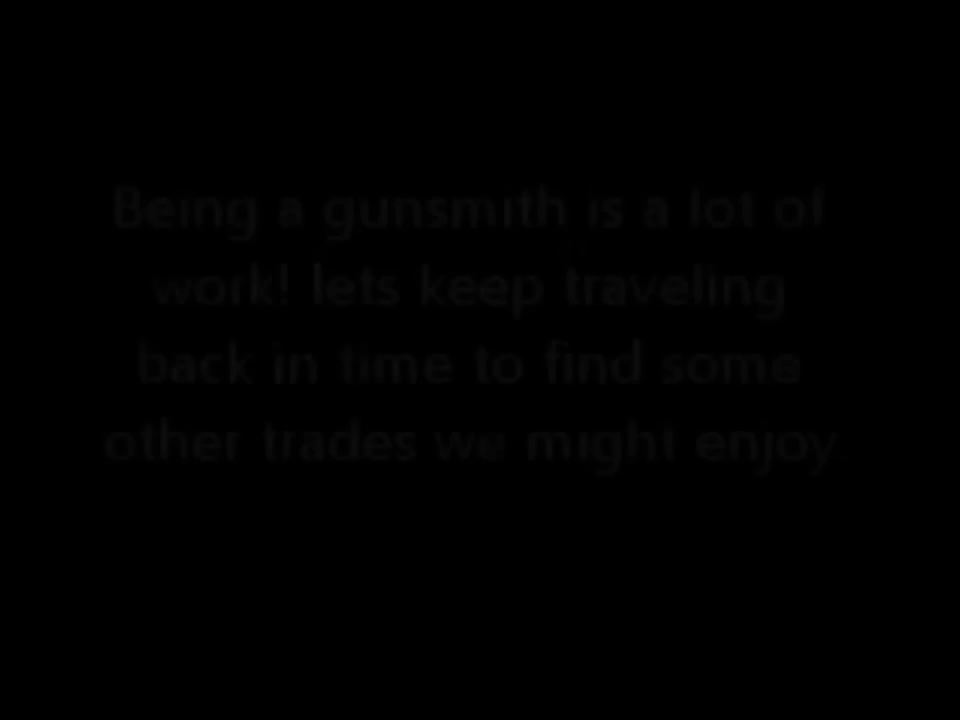 Being a gunsmith is a lot of
work! lets keep traveling
back in time to find some
other trades we might enjoy.